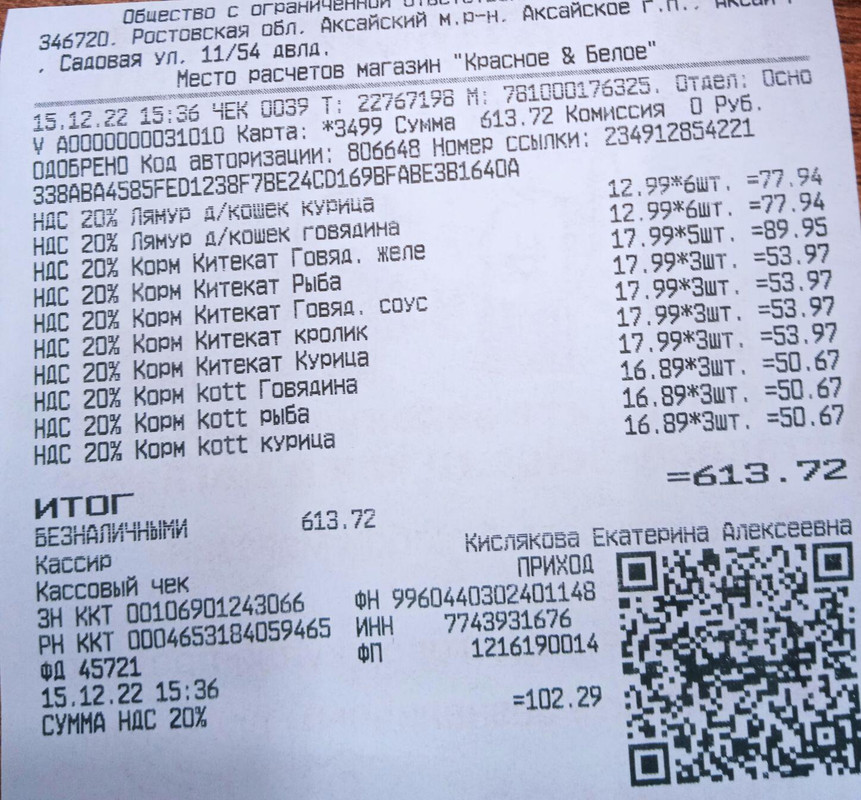 Общество с ограниченной
346720. Ростовская обл. Аксайский м.р-н. Аксайское г.п..
. Садовая ул. 11/54 двлд.
Место расчетов магазин "Красное & Белое"
15.12.22 15:36 ЧЕК 0039 Т: 22767198 М: 781000176325. Отдел: Осно
V A0000000031010 Карта: *3499 Сумма 613.72 Комиссия 0 Руб.
ОДОБРЕНО Код авторизации: 806648 Номер ссылки: 234912854221
338ABA4585FED1238F7BE24CD169BFABE3B1640A
НДС 20% Лямур д/кошек курица 12.99*6шт. =77.94
НДС 20% Лямур д/кошек говядина 12.99*6шт. =77.94
НДС 20% Корм Китекат Говяд. желе 17.99*5шт. =89.95
НДС 20% Корм Китекат Рыба 17.99*3шт. =53.97
НДС 20% Корм Китекат Говяд. соус 17.99*3шт. =53.97
НДС 20% Корм Китекат кролик 17.99*3шт. =53.97
НДС 20% Корм Китекат Курица 17.99*3шт. =53.97
НДС 20% Корм kott Говядина 16.89*3шт. =50.67
НДС 20% Корм kott рыба 16.89*3шт. =50.67
НДС 20% Корм kott курица 16.89*3шт. =50.67
ИТОГ =613.72
БЕЗНАЛИЧНЫМИ 613.72
Кассир Кислякова Екатерина Алексеевна
Кассовый чек ПРИХОД
ЗН ККТ 00106901243066 ФН 9960440302401148
РН ККТ 0004653184059465 ИНН 7743931676
ФД 45721 ФП 1216190014
15.12.22 15:36
СУММА НДС 20% =102.29